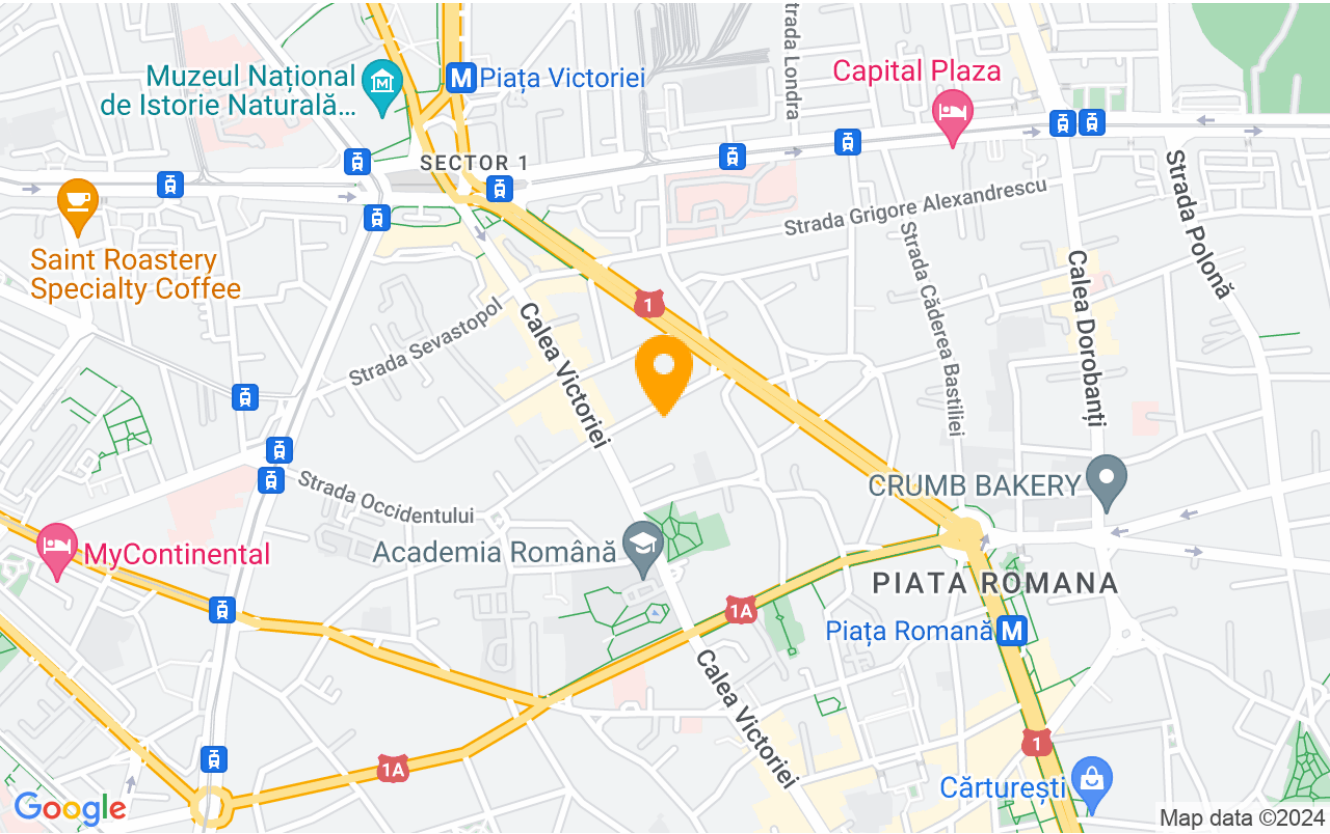 trada Londra
Muzeul Național
de Istorie Naturală...
M Piața Victoriei
Capital Plaza
SECTOR 1
Strada Grigore Alexandrescu
Strada Polonă
Saint Roastery
Specialty Coffee
Strada Căderea Bastiliei
Calea Dorobanți
1
Strada Sevastopol
Calea Victoriei
Strada Occidentului
CRUMB BAKERY
MyContinental
Academia Română
PIATA ROMANA
1A
Piața Romană M
Calea Victoriei
1
1A
Cărturești
Google
Map data ©2024